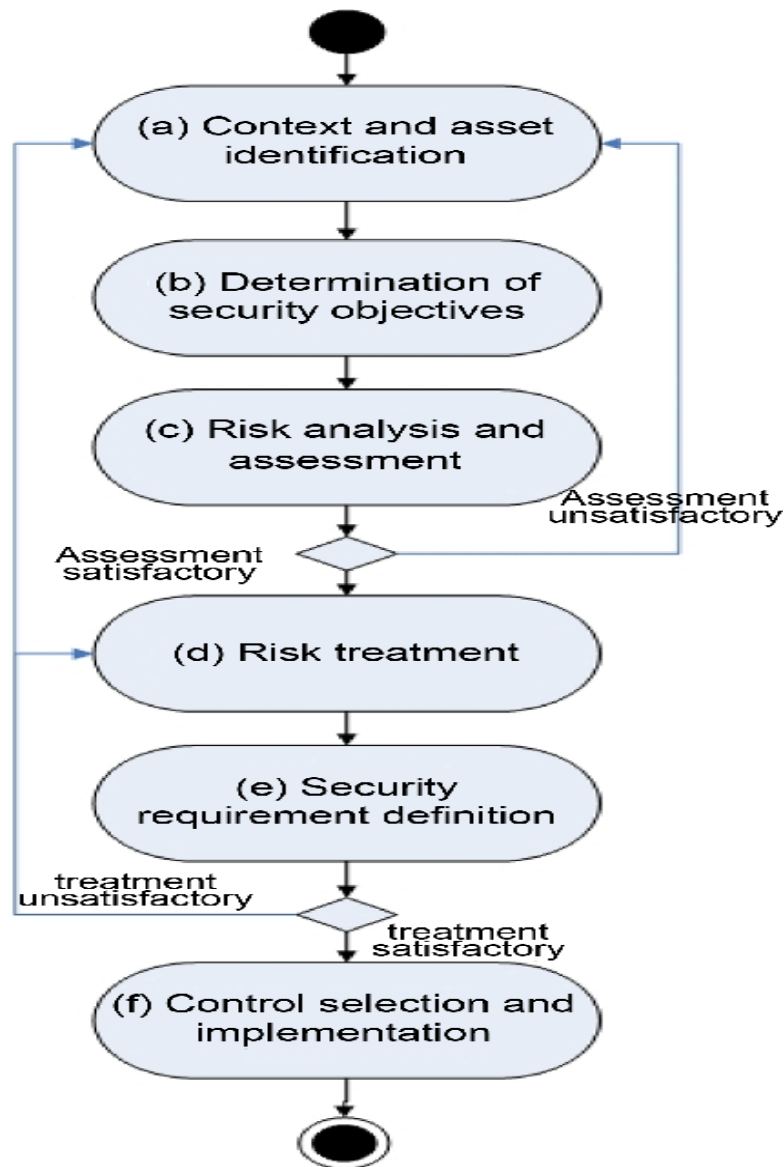 (a) Context and asset
identification
(b) Determination of
security objectives
(c) Risk analysis and
assessment
Assessment
unsatisfactory
Assessment
satisfactory
(d) Risk treatment
(e) Security
requirement definition
treatment
unsatisfactory
treatment
satisfactory
(f) Control selection and
implementation